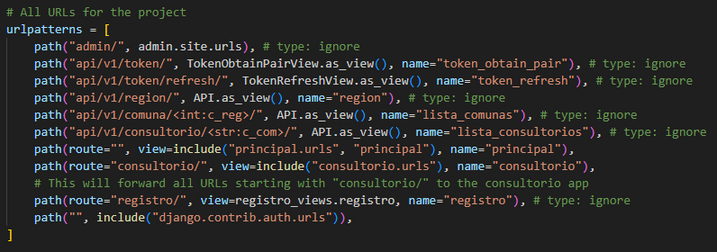 # All URLs for the project
urlpatterns = [
    path("admin/", admin.site.urls), # type: ignore
    path("api/v1/token/", TokenObtainPairView.as_view(), name="token_obtain_pair"), # type: ignore
    path("api/v1/token/refresh/", TokenRefreshView.as_view(), name="token_refresh"), # type: ignore
    path("api/v1/region/", API.as_view(), name="region"), # type: ignore
    path("api/v1/comuna/<int:c_reg>/", API.as_view(), name="lista_comunas"), # type: ignore
    path("api/v1/consultorio/<str:c_com>/", API.as_view(), name="lista_consultorios"), # type: ignore
    path(route="", view=include("principal.urls", "principal"), name="principal"),
    path(route="consultorio/", view=include("consultorio.urls"), name="consultorio"),
    # This will forward all URLs starting with "consultorio/" to the consultorio app
    path(route="registro/", view=registro_views.registro, name="registro"), # type: ignore
    path("", include("django.contrib.auth.urls")),
]